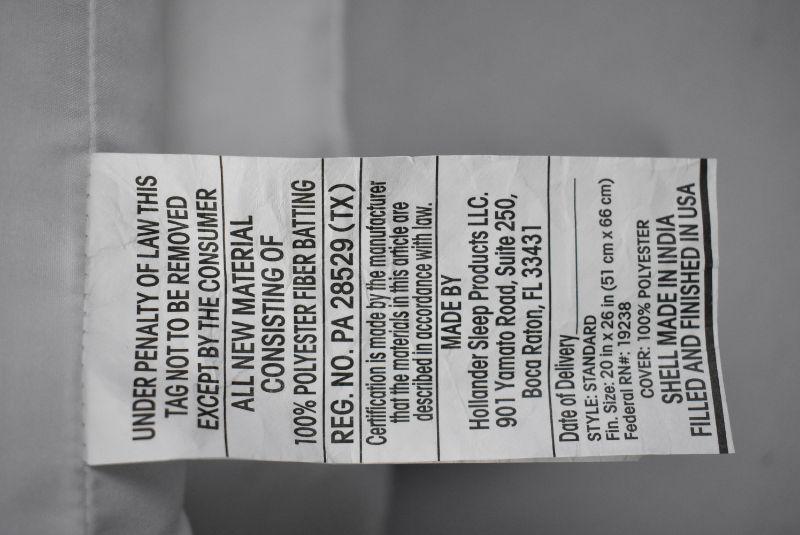 UNDER PENALTY OF LAW THIS
TAG NOT TO BE REMOVED
EXCEPT BY THE CONSUMER
ALL NEW MATERIAL
CONSISTING OF
100% POLYESTER FIBER BATTING
REG. NO. PA 28529 (TX)
Certification is made by the manufacturer
that the materials in this article are
described in accordance with law.
MADE BY
Hollander Sleep Products LLC.
901 Yamato Road, Suite 250,
Boca Raton, FL 33431
Date of Delivery
STYLE: STANDARD
Fin. Size: 20 in x 26 in (51 cm x 66 cm)
Federal RN#: 19238
COVER: 100% POLYESTER
SHELL MADE IN INDIA
FILLED AND FINISHED IN USA